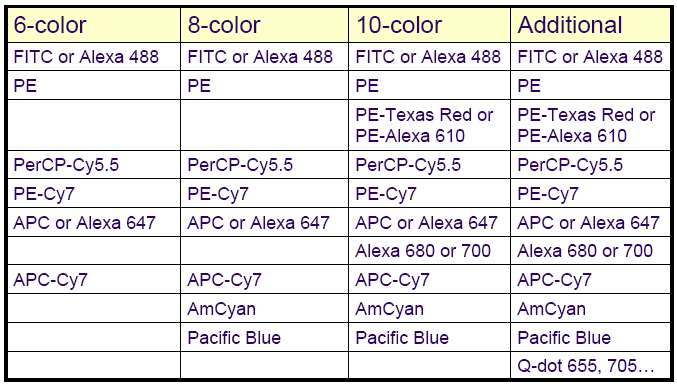 6-color 8-color 10-color Additional
FITC or Alexa 488 FITC or Alexa 488 FITC or Alexa 488 FITC or Alexa 488
PE PE PE PE
PE-Texas Red or PE-Texas Red or
PE-Alexa 610 PE-Alexa 610
PerCP-Cy5.5 PerCP-Cy5.5 PerCP-Cy5.5 PerCP-Cy5.5
PE-Cy7 PE-Cy7 PE-Cy7 PE-Cy7
APC or Alexa 647 APC or Alexa 647 APC or Alexa 647 APC or Alexa 647
Alexa 680 or 700 Alexa 680 or 700
APC-Cy7 APC-Cy7 APC-Cy7 APC-Cy7
AmCyan AmCyan AmCyan
Pacific Blue Pacific Blue Pacific Blue
Q-dot 655, 705…